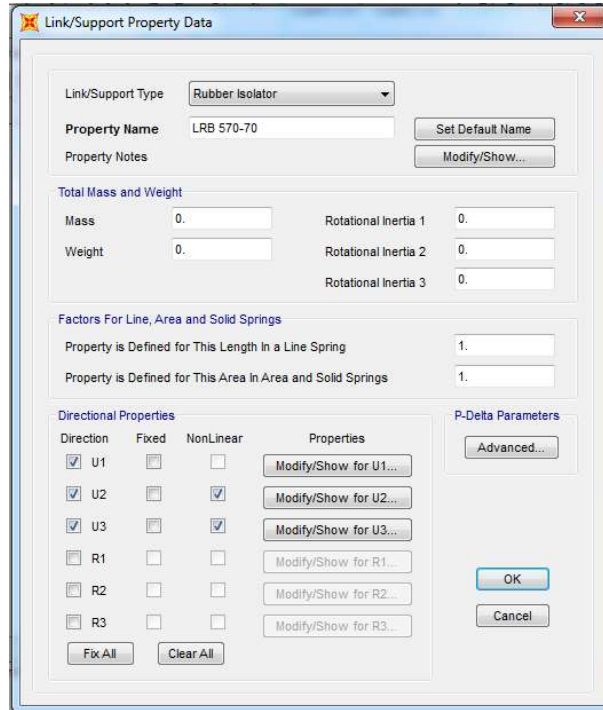 Link/Support Property Data
Link/Support Type Rubber Isolator
Property Name LRB 570-70 Set Default Name
Property Notes Modify/Show...
Total Mass and Weight
Mass 0. Rotational Inertia 1 0.
Weight 0. Rotational Inertia 2 0.
Rotational Inertia 3 0.
Factors For Line, Area and Solid Springs
Property is Defined for This Length In a Line Spring 1.
Property is Defined for This Area In Area and Solid Springs 1.
Directional Properties P-Delta Parameters
Direction Fixed NonLinear Properties Advanced...
U1 Modify/Show for U1...
U2 Modify/Show for U2...
U3 Modify/Show for U3...
R1 Modify/Show for R1...
R2 Modify/Show for R2... OK
R3 Modify/Show for R3... Cancel
Fix All Clear All